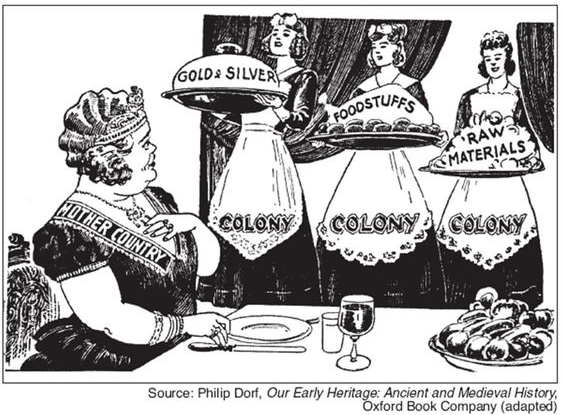 GOLD & SILVER
FOODSTUFFS
RAW
MATERIALS
MOTHER COUNTRY
COLONY
COLONY
COLONY
Source: Philip Dorf, Our Early Heritage: Ancient and Medieval History,
Oxford Book Company (adapted)